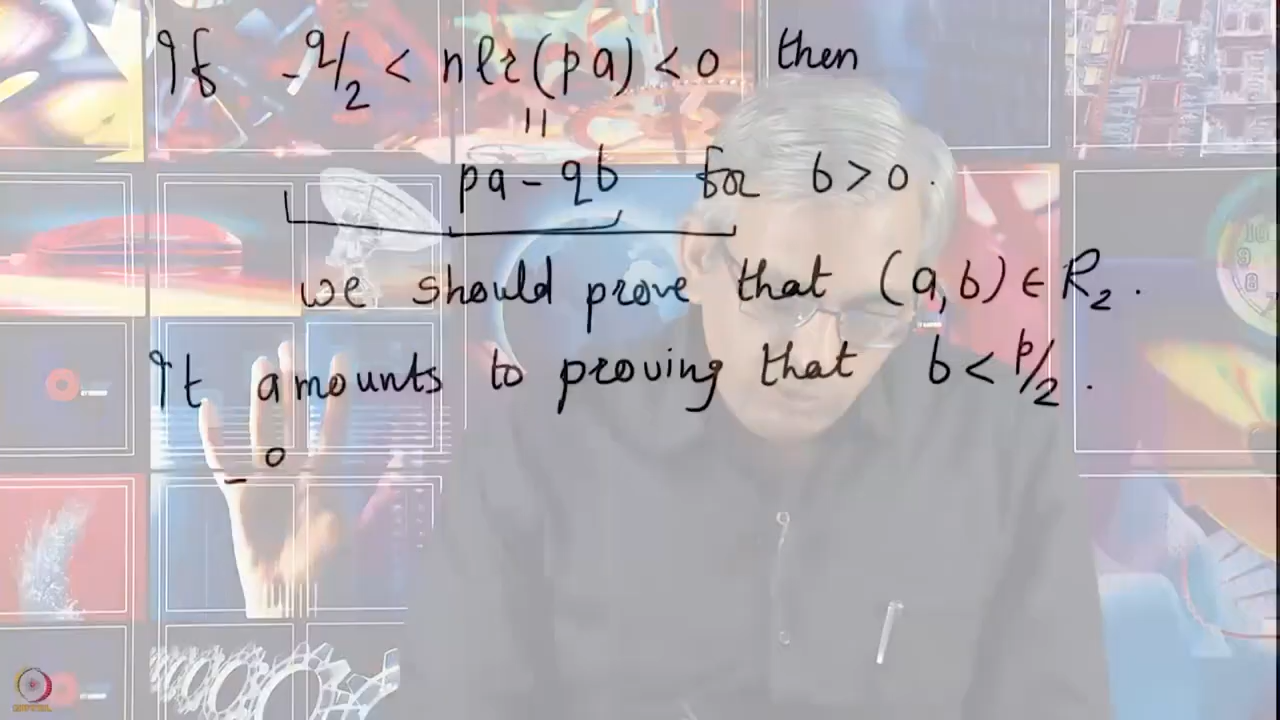 If -q/2 < nlr(pa) < 0 then
||
pa - qb for b > 0.
we should prove that (a,b) ∈ R₂.
It amounts to proving that b < p/2.
- o